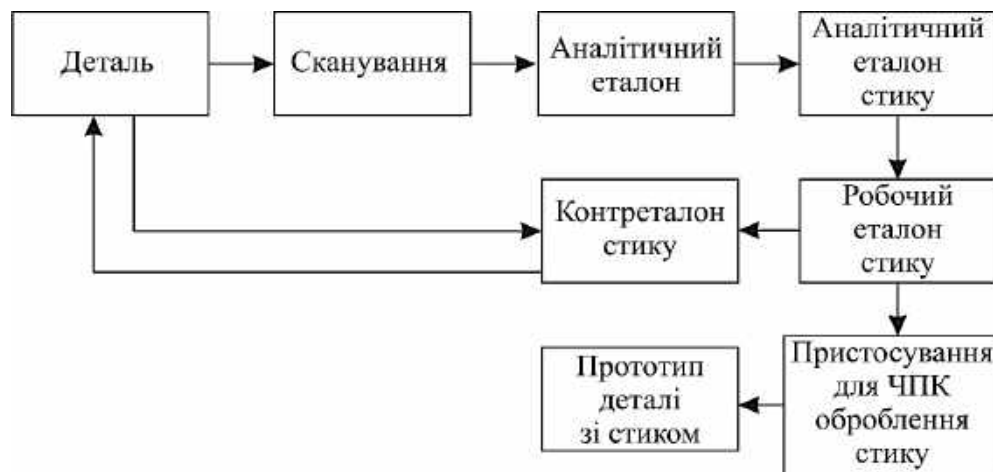 Деталь
Сканування
Аналітичний
еталон
Аналітичний
еталон
стику
Контреталон
стику
Робочий
еталон
стику
Прототип
деталі
зі стиком
Пристосування
для ЧПК
оброблення
стику